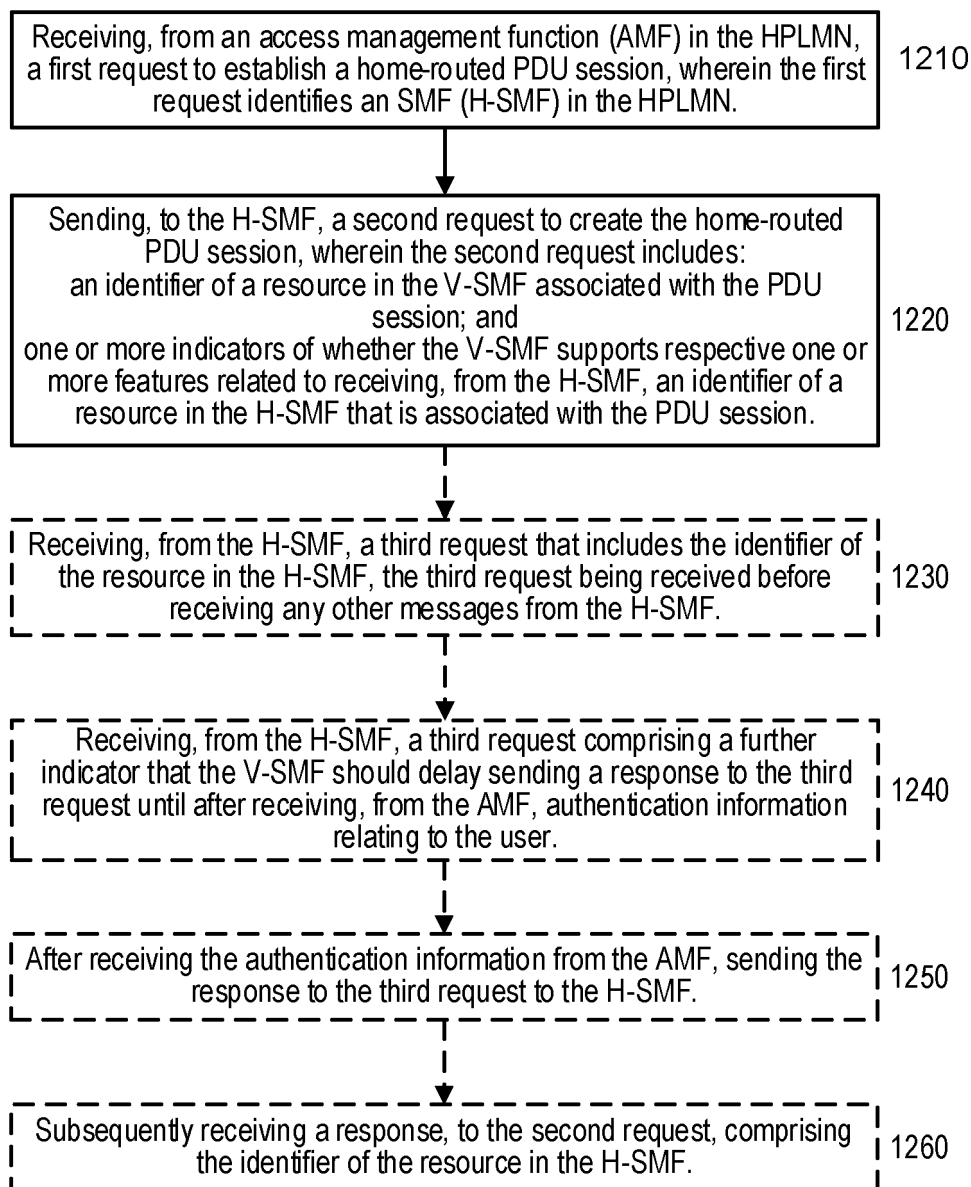 Receiving, from an access management function (AMF) in the HPLMN,
a first request to establish a home-routed PDU session, wherein the first
request identifies an SMF (H-SMF) in the HPLMN.
1210
Sending, to the H-SMF, a second request to create the home-routed
PDU session, wherein the second request includes:
an identifier of a resource in the V-SMF associated with the PDU
session; and
one or more indicators of whether the V-SMF supports respective one or
more features related to receiving, from the H-SMF, an identifier of a
resource in the H-SMF that is associated with the PDU session.
1220
Receiving, from the H-SMF, a third request that includes the identifier of
the resource in the H-SMF, the third request being received before
receiving any other messages from the H-SMF.
1230
Receiving, from the H-SMF, a third request comprising a further
indicator that the V-SMF should delay sending a response to the third
request until after receiving, from the AMF, authentication information
relating to the user.
1240
After receiving the authentication information from the AMF, sending the
response to the third request to the H-SMF.
1250
Subsequently receiving a response, to the second request, comprising
the identifier of the resource in the H-SMF.
1260